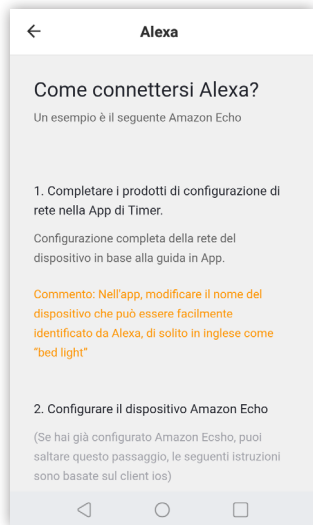 Alexa
Come connettersi Alexa?
Un esempio è il seguente Amazon Echo
1. Completare i prodotti di configurazione di
rete nella App di Timer.
Configurazione completa della rete del
dispositivo in base alla guida in App.
Commento: Nell'app, modificare il nome del
dispositivo che può essere facilmente
identificato da Alexa, di solito in inglese come
"bed light"
2. Configurare il dispositivo Amazon Echo
(Se hai già configurato Amazon Ecsho, puoi
saltare questo passaggio, le seguenti istruzioni
sono basate sul client ios)